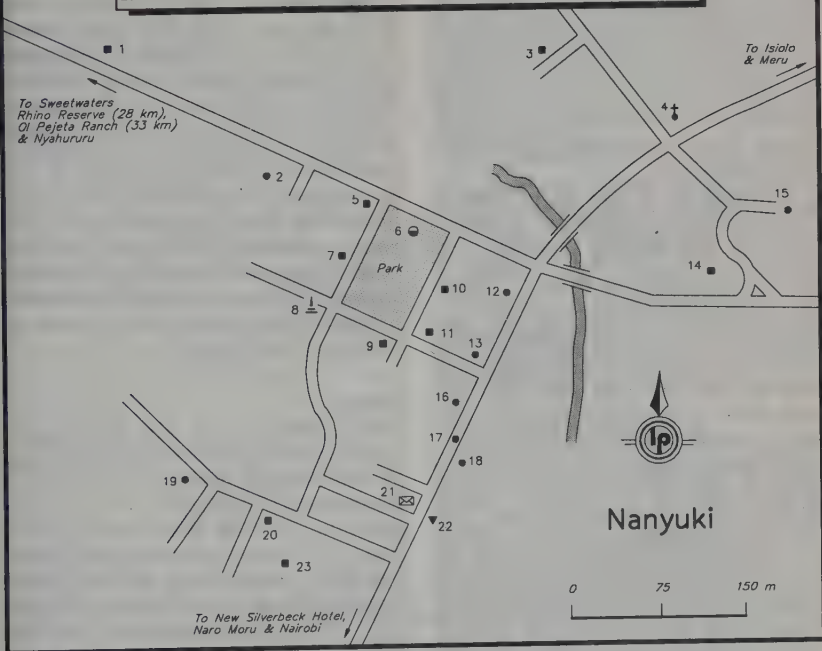 1
3
To Isiolo
& Meru
To Sweetwaters
Rhino Reserve (28 km),
Ol Pejeta Ranch (33 km)
& Nyahururu
4
2
15
5
6
7
Park
14
10
12
8
11
9
13
16
17
18
lp
19
21
Nanyuki
22
20
23
0 75 150 m
To New Silverbeck Hotel,
Naro Moru & Nairobi